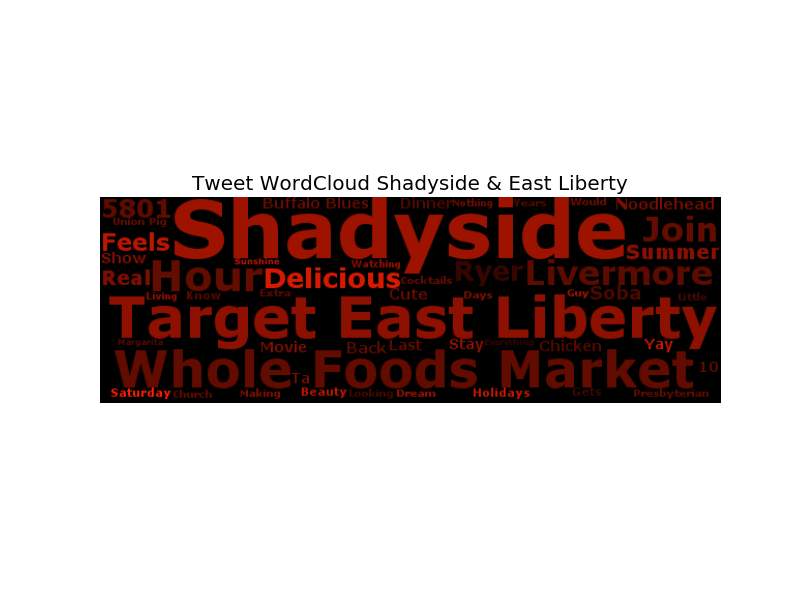 Tweet WordCloud Shadyside & East Liberty
5801 Shadyside Buffalo Blues Dinner Nothing Years Would Noodlehead
Union Pig Join
Feels Summer
Show Sunshine Watching
Real Hour Delicious Cocktails Ryer Livermore
Living Know Extra Cute Days Guy Soba Little
Target East Liberty
Margarita Movie Back Last Stay Everything Chicken Yay
Whole Foods Market 10
Ta
Saturday Church Making Beauty Looking Dream Holidays Gets Presbyterian